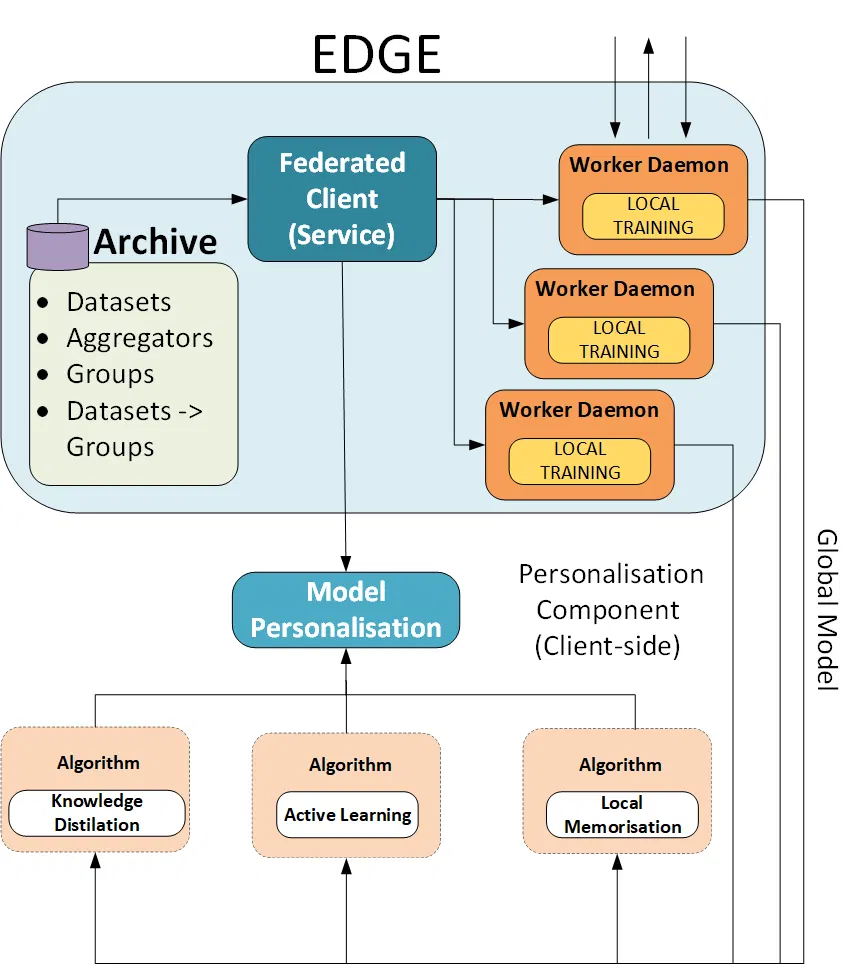 EDGE
Federated
Client
(Service)
Worker Daemon
LOCAL
TRAINING
Archive
• Datasets
• Aggregators
• Groups
• Datasets ->
Groups
Worker Daemon
LOCAL
TRAINING
Worker Daemon
LOCAL
TRAINING
Global Model
Model
Personalisation
Personalisation
Component
(Client-side)
Algorithm
Knowledge
Distilation
Algorithm
Active Learning
Algorithm
Local
Memorisation